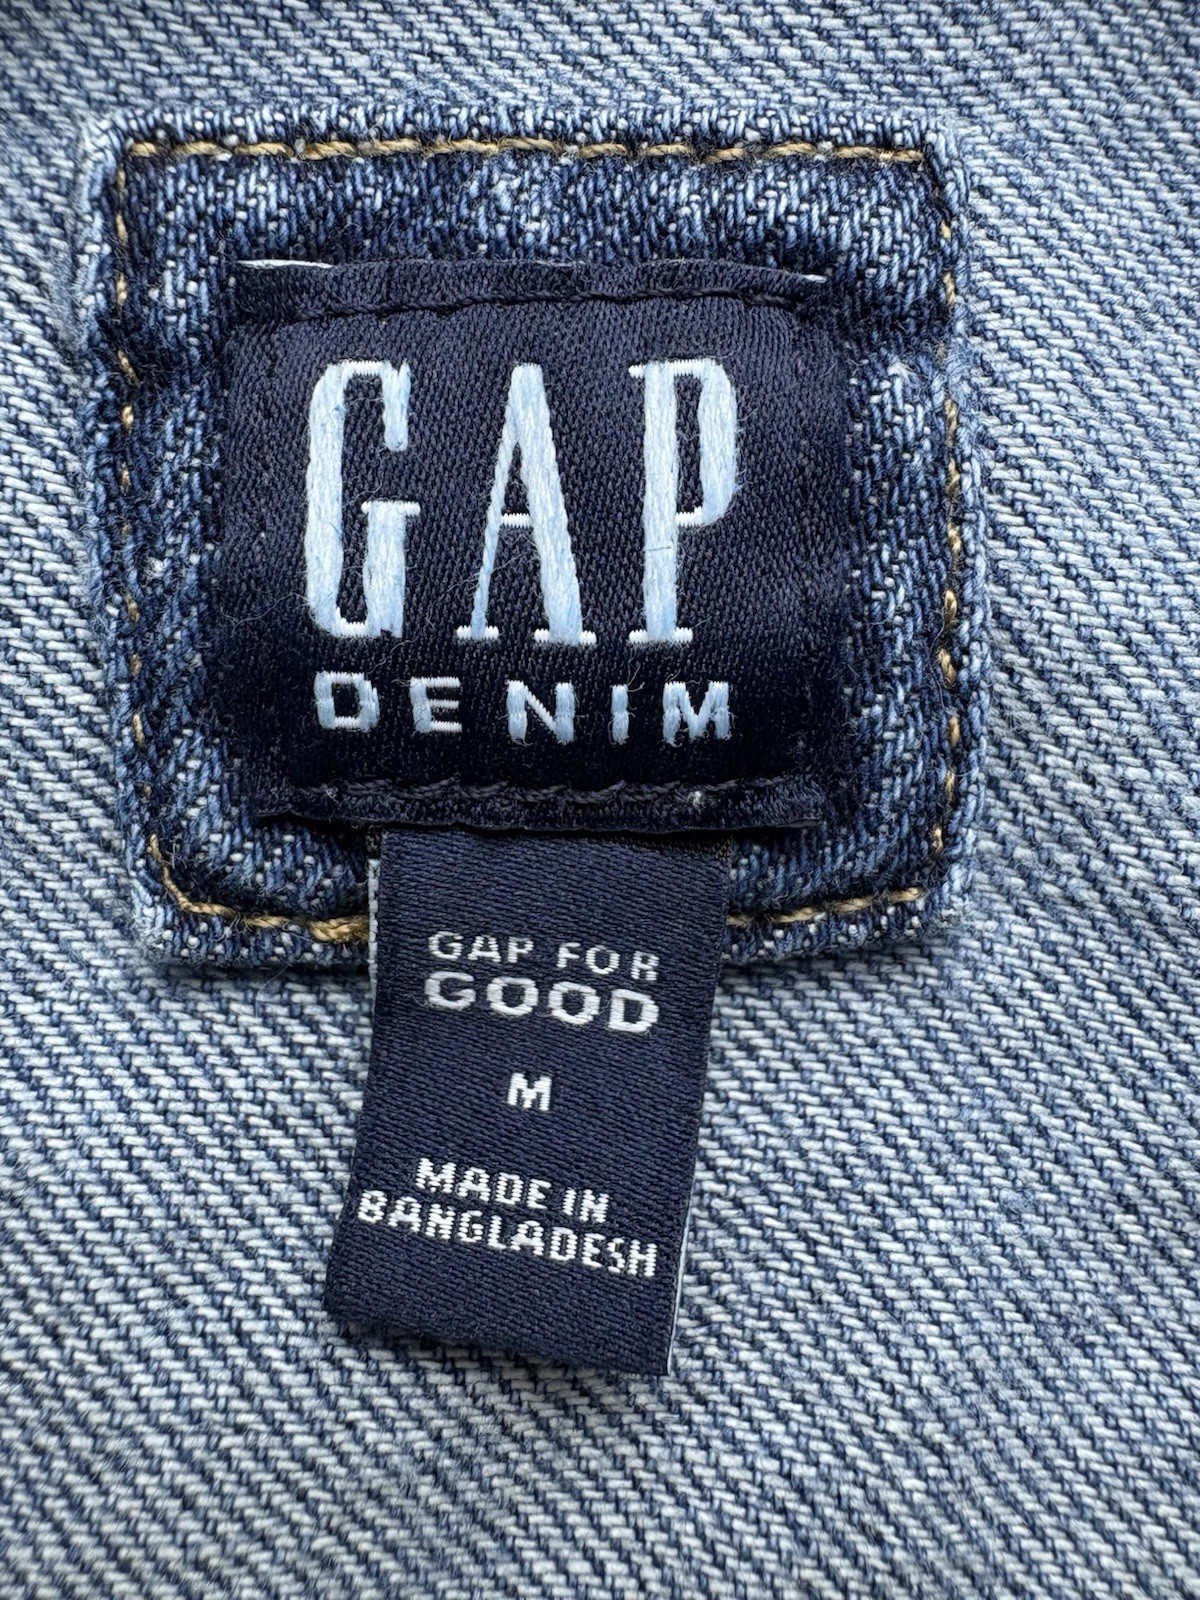 GAP
DENIM
GAP FOR
GOOD
M
MADE IN
BANGLADESH